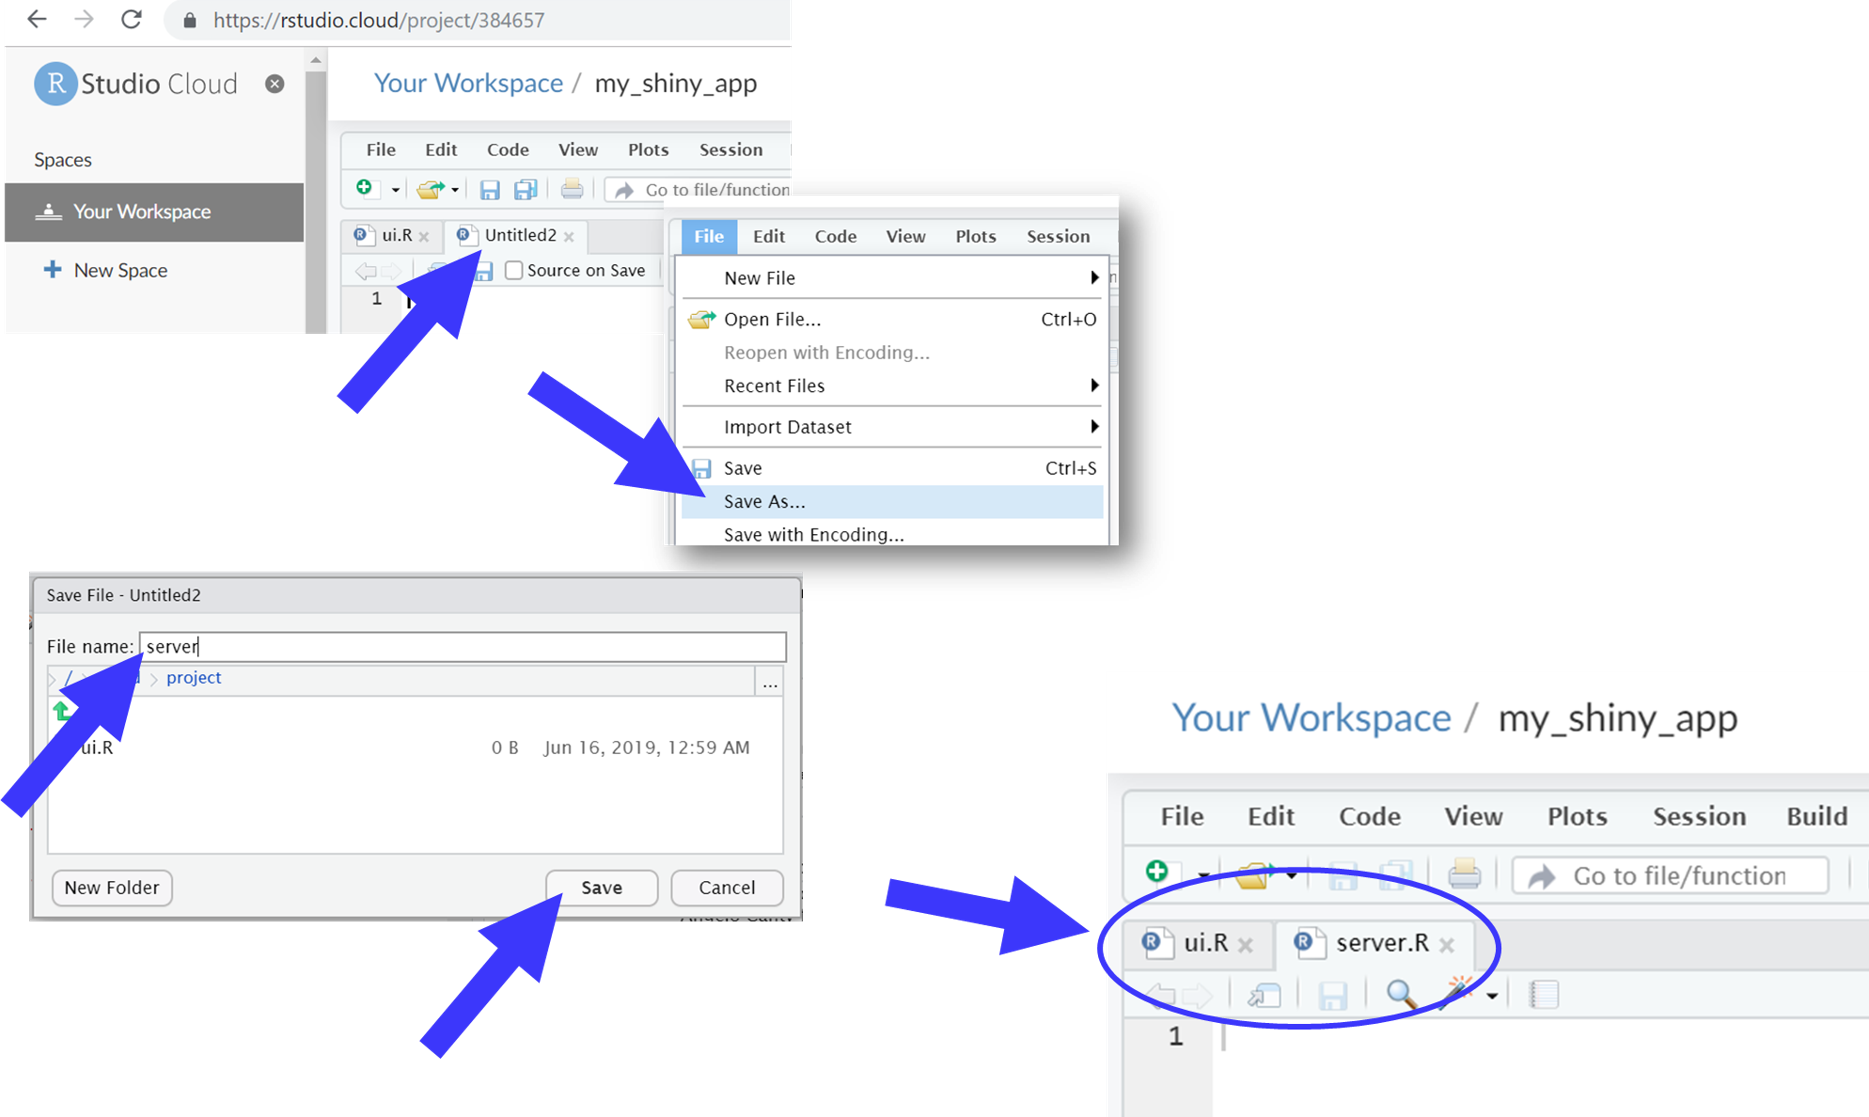 https://rstudio.cloud/project/384657
R Studio Cloud
Your Workspace / my_shiny_app
Spaces
Your Workspace
New Space
File Edit Code View Plots Session
Go to file/function
ui.R Untitled2
Source on Save
1
File Edit Code View Plots Session
New File
Open File... Ctrl+O
Reopen with Encoding...
Recent Files
Import Dataset
Save Ctrl+S
Save As...
Save with Encoding...
Save File - Untitled2
File name: server
/ project ...
ui.R 0 B Jun 16, 2019, 12:59 AM
New Folder Save Cancel
Your Workspace / my_shiny_app
File Edit Code View Plots Session Build
Go to file/function
ui.R server.R
1